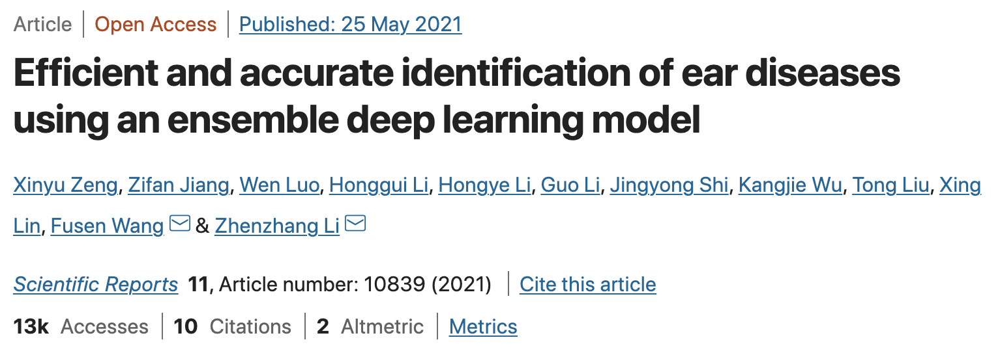 Article | Open Access | Published: 25 May 2021
Efficient and accurate identification of ear diseases
using an ensemble deep learning model
Xinyu Zeng, Zifan Jiang, Wen Luo, Honggui Li, Hongye Li, Guo Li, Jingyong Shi, Kangjie Wu, Tong Liu, Xing
Lin, Fusen Wang & Zhenzhang Li
Scientific Reports 11, Article number: 10839 (2021) | Cite this article
13k Accesses | 10 Citations | 2 Altmetric | Metrics